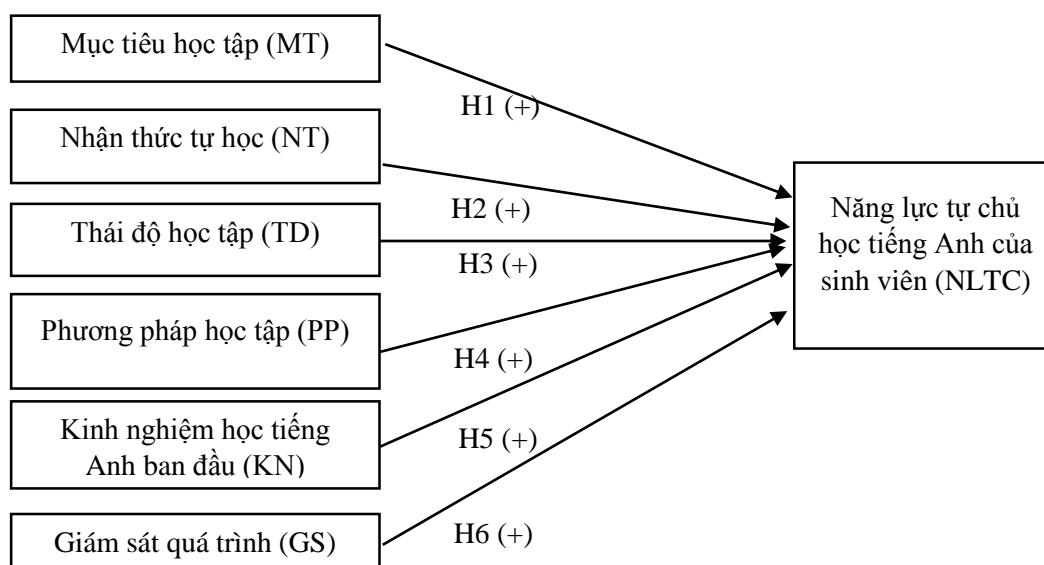 Mục tiêu học tập (MT)
H1 (+)
Nhận thức tự học (NT)
H2 (+)
Thái độ học tập (TD)
H3 (+)
Phương pháp học tập (PP)
H4 (+)
Kinh nghiệm học tiếng
Anh ban đầu (KN)
H5 (+)
Giám sát quá trình (GS)
H6 (+)
Năng lực tự chủ
học tiếng Anh của
sinh viên (NLTC)